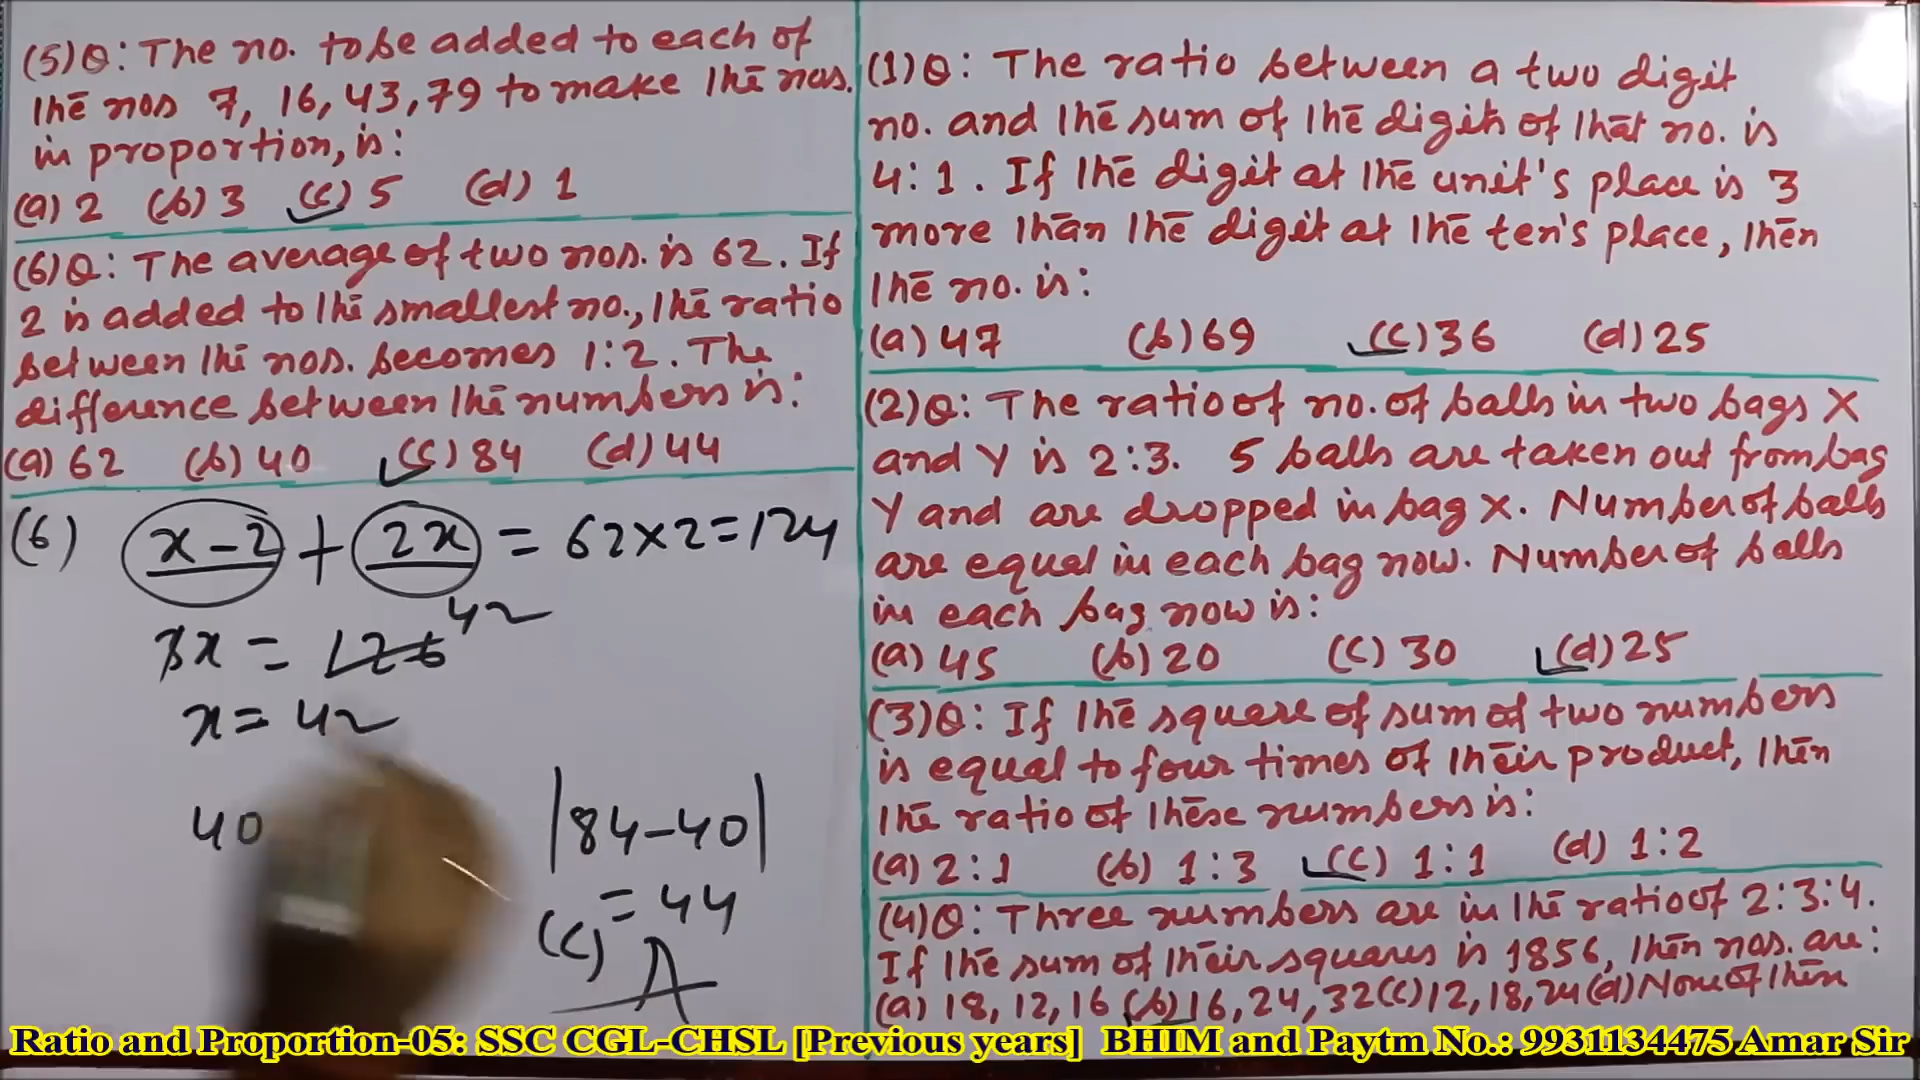 (5)Q: The no. to be added to each of
the nos 7, 16, 43, 79 to make the nos.
in proportion, is:
(a) 2 (b) 3 (c) 5 (d) 1
(6)Q: The average of two nos. is 62. If
2 is added to the smallest no., the ratio
between the nos. becomes 1:2. The
difference between the numbers is:
(a) 62 (b) 40 (c) 84 (d) 44
(6) x-2 + 2x = 62×2=124
3x = 126 42
x = 42
40 |84-40|
= 44
(c) A
(1)Q: The ratio between a two digit
no. and the sum of the digits of that no. is
4:1. If the digit at the unit's place is 3
more than the digit at the ten's place, then
the no. is:
(a) 47 (b) 69 (c) 36 (d) 25
(2)Q: The ratio of no. of balls in two bags X
and Y is 2:3. 5 balls are taken out from bag
Y and are dropped in bag X. Number of balls
are equal in each bag now. Number of balls
in each bag now is:
(a) 45 (b) 20 (c) 30 (d) 25
(3)Q: If the square of sum of two numbers
is equal to four times of their product, then
the ratio of these numbers is:
(a) 2:1 (b) 1:3 (c) 1:1 (d) 1:2
(4)Q: Three numbers are in the ratio of 2:3:4.
If the sum of their squares is 1856, then nos. are:
(a) 18, 12, 16 (b) 16, 24, 32 (c) 12, 18, 24 (d) None of them
Ratio and Proportion-05: SSC CGL-CHSL [Previous years] BHIM and Paytm No.: 9931134475 Amar Sir